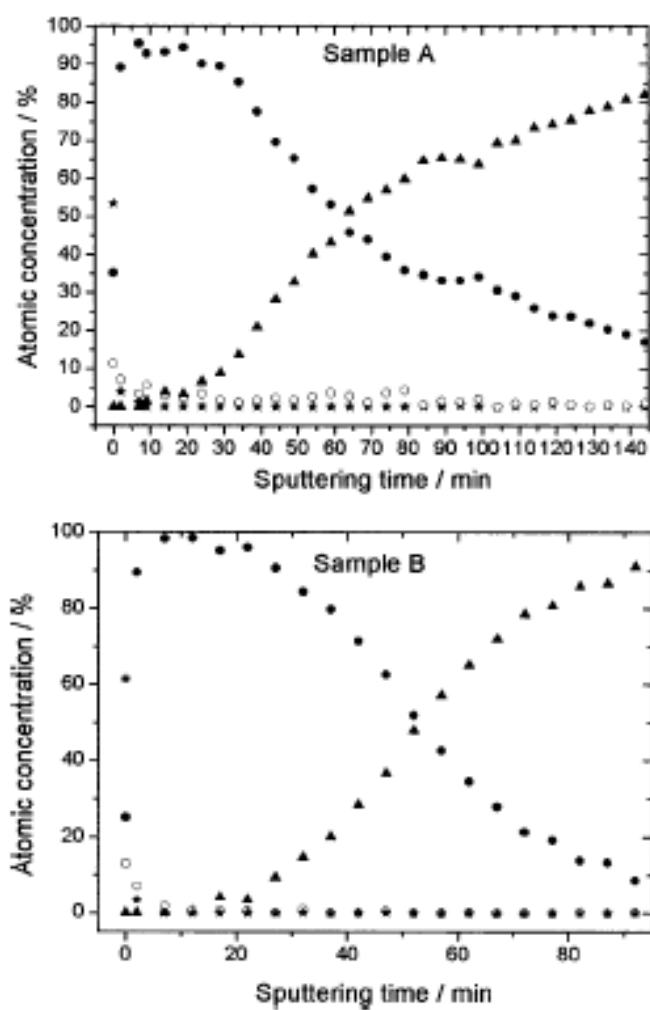 100
90
80
70
60
50
40
30
20
10
0
Atomic concentration / %
Sample A
0 10 20 30 40 50 60 70 80 90 100 110 120 130 140
Sputtering time / min
100
80
60
40
20
0
Atomic concentration / %
Sample B
0 20 40 60 80
Sputtering time / min